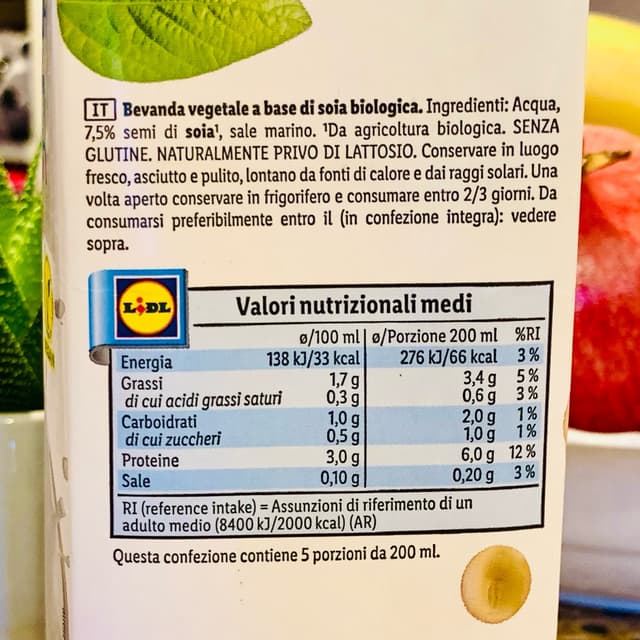 IT Bevanda vegetale a base di soia biologica. Ingredienti: Acqua,
7,5% semi di soia¹, sale marino. ¹Da agricoltura biologica. SENZA
GLUTINE. NATURALMENTE PRIVO DI LATTOSIO. Conservare in luogo
fresco, asciutto e pulito, lontano da fonti di calore e dai raggi solari. Una
volta aperto conservare in frigorifero e consumare entro 2/3 giorni. Da
consumarsi preferibilmente entro il (in confezione integra): vedere
sopra.
LIDL
Valori nutrizionali medi
ø/100 ml ø/Porzione 200 ml %RI
Energia 138 kJ/33 kcal 276 kJ/66 kcal 3 %
Grassi 1,7 g 3,4 g 5 %
di cui acidi grassi saturi 0,3 g 0,6 g 3 %
Carboidrati 1,0 g 2,0 g 1 %
di cui zuccheri 0,5 g 1,0 g 1 %
Proteine 3,0 g 6,0 g 12 %
Sale 0,10 g 0,20 g 3 %
RI (reference intake) = Assunzioni di riferimento di un
adulto medio (8400 kJ/2000 kcal) (AR)
Questa confezione contiene 5 porzioni da 200 ml.